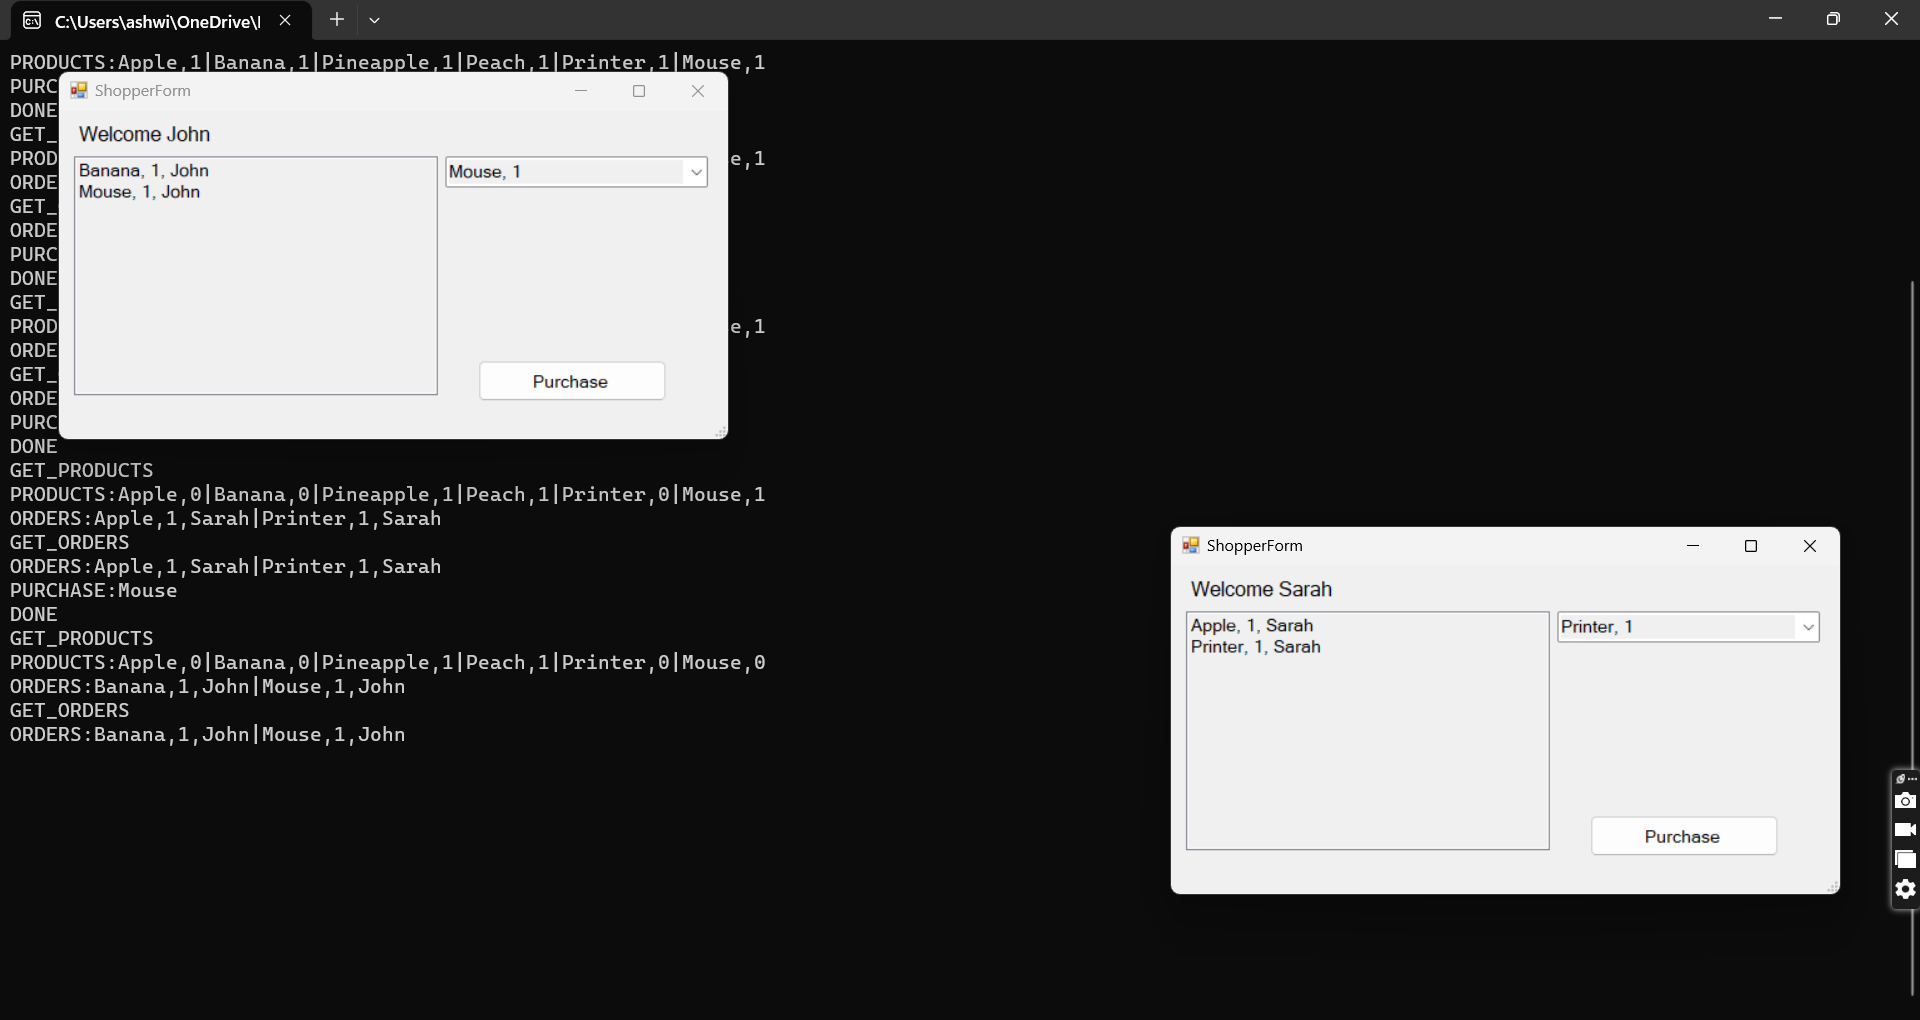 C:\Users\ashwi\OneDrive\
PRODUCTS:Apple,1|Banana,1|Pineapple,1|Peach,1|Printer,1|Mouse,1
PURC
DONE
GET_
PROD
e,1
ORDE
GET_
ORDE
PURC
DONE
GET_
PROD
e,1
ORDE
GET_
ORDE
PURC
DONE
GET_PRODUCTS
PRODUCTS:Apple,0|Banana,0|Pineapple,1|Peach,1|Printer,0|Mouse,1
ORDERS:Apple,1,Sarah|Printer,1,Sarah
GET_ORDERS
ORDERS:Apple,1,Sarah|Printer,1,Sarah
PURCHASE:Mouse
DONE
GET_PRODUCTS
PRODUCTS:Apple,0|Banana,0|Pineapple,1|Peach,1|Printer,0|Mouse,0
ORDERS:Banana,1,John|Mouse,1,John
GET_ORDERS
ORDERS:Banana,1,John|Mouse,1,John
ShopperForm
Welcome John
Banana, 1, John
Mouse, 1, John
Mouse, 1
Purchase
ShopperForm
Welcome Sarah
Apple, 1, Sarah
Printer, 1, Sarah
Printer, 1
Purchase